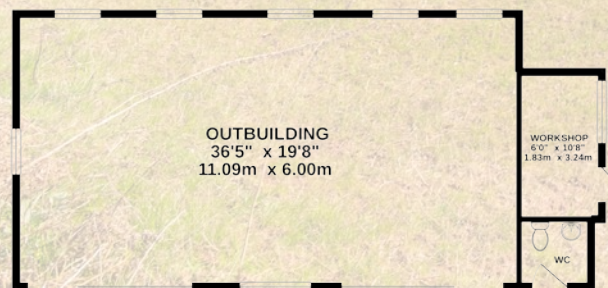 OUTBUILDING
36'5" x 19'8"
11.09m x 6.00m
WORKSHOP
6'0" x 10'8"
1.83m x 3.24m
WC